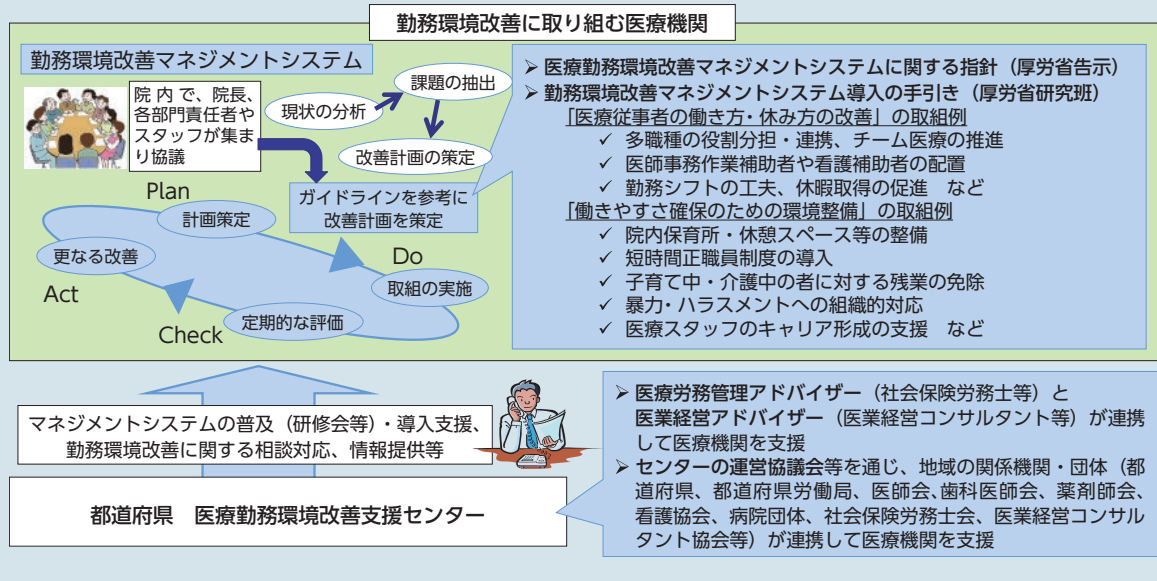 勤務環境改善に取り組む医療機関
勤務環境改善マネジメントシステム
院内で、院長、
各部門責任者や
スタッフが集ま
り協議
現状の分析
課題の抽出
改善計画の策定
ガイドラインを参考に
改善計画を策定
Plan
計画策定
更なる改善
Act
Do
取組の実施
Check
定期的な評価
➢ 医療勤務環境改善マネジメントシステムに関する指針（厚労省告示）
➢ 勤務環境改善マネジメントシステム導入の手引き（厚労省研究班）
「医療従事者の働き方・休み方の改善」の取組例
✓ 多職種の役割分担・連携、チーム医療の推進
✓ 医師事務作業補助者や看護補助者の配置
✓ 勤務シフトの工夫、休暇取得の促進　など
「働きやすさ確保のための環境整備」の取組例
✓ 院内保育所・休憩スペース等の整備
✓ 短時間正職員制度の導入
✓ 子育て中・介護中の者に対する残業の免除
✓ 暴力・ハラスメントへの組織的対応
✓ 医療スタッフのキャリア形成の支援　など
マネジメントシステムの普及（研修会等）・導入支援、
勤務環境改善に関する相談対応、情報提供等
都道府県　医療勤務環境改善支援センター
➢ 医療労務管理アドバイザー（社会保険労務士等）と
医業経営アドバイザー（医業経営コンサルタント等）が連携
して医療機関を支援
➢ センターの運営協議会等を通じ、地域の関係機関・団体（都
道府県、都道府県労働局、医師会、歯科医師会、薬剤師会、
看護協会、病院団体、社会保険労務士会、医業経営コンサル
タント協会等）が連携して医療機関を支援